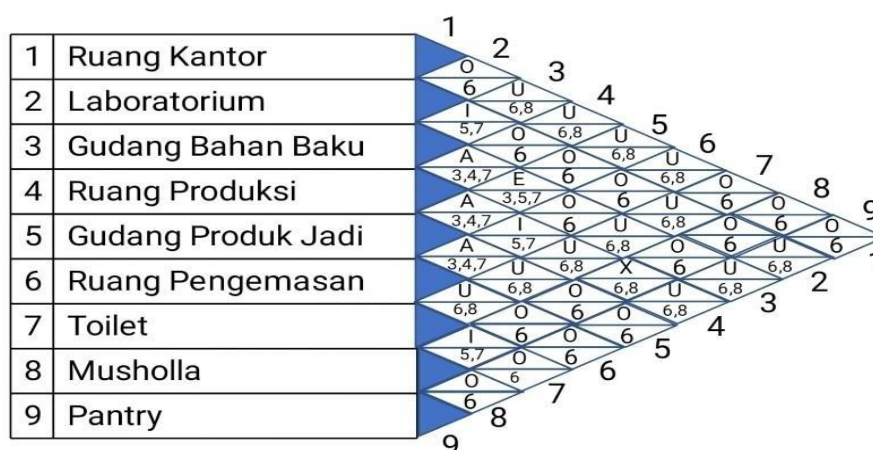 1
2
1 Ruang Kantor
O
3
6 U
4
2 Laboratorium
I 6,8 U
5
5,7 O 6,8 U
6
3 Gudang Bahan Baku
A 6 O 6,8 U
7
3,4,7 E 6 O 6,8 O
8
4 Ruang Produksi
A 3,5,7 O 6 U 6 O
9
3,4,7 I 6 U 6,8 O 6 O
5 Gudang Produk Jadi
A 5,7 U 6,8 O 6 U 6
3,4,7 U 6,8 X 6 U 6,8 2
6 Ruang Pengemasan
U 6,8 O 6,8 U 6,8 3
6,8 O 6 O 6,8 4
7 Toilet
I 6 O 6 5
5,7 O 6 6
8 Musholla
O 6 7
6 8
9 Pantry
9